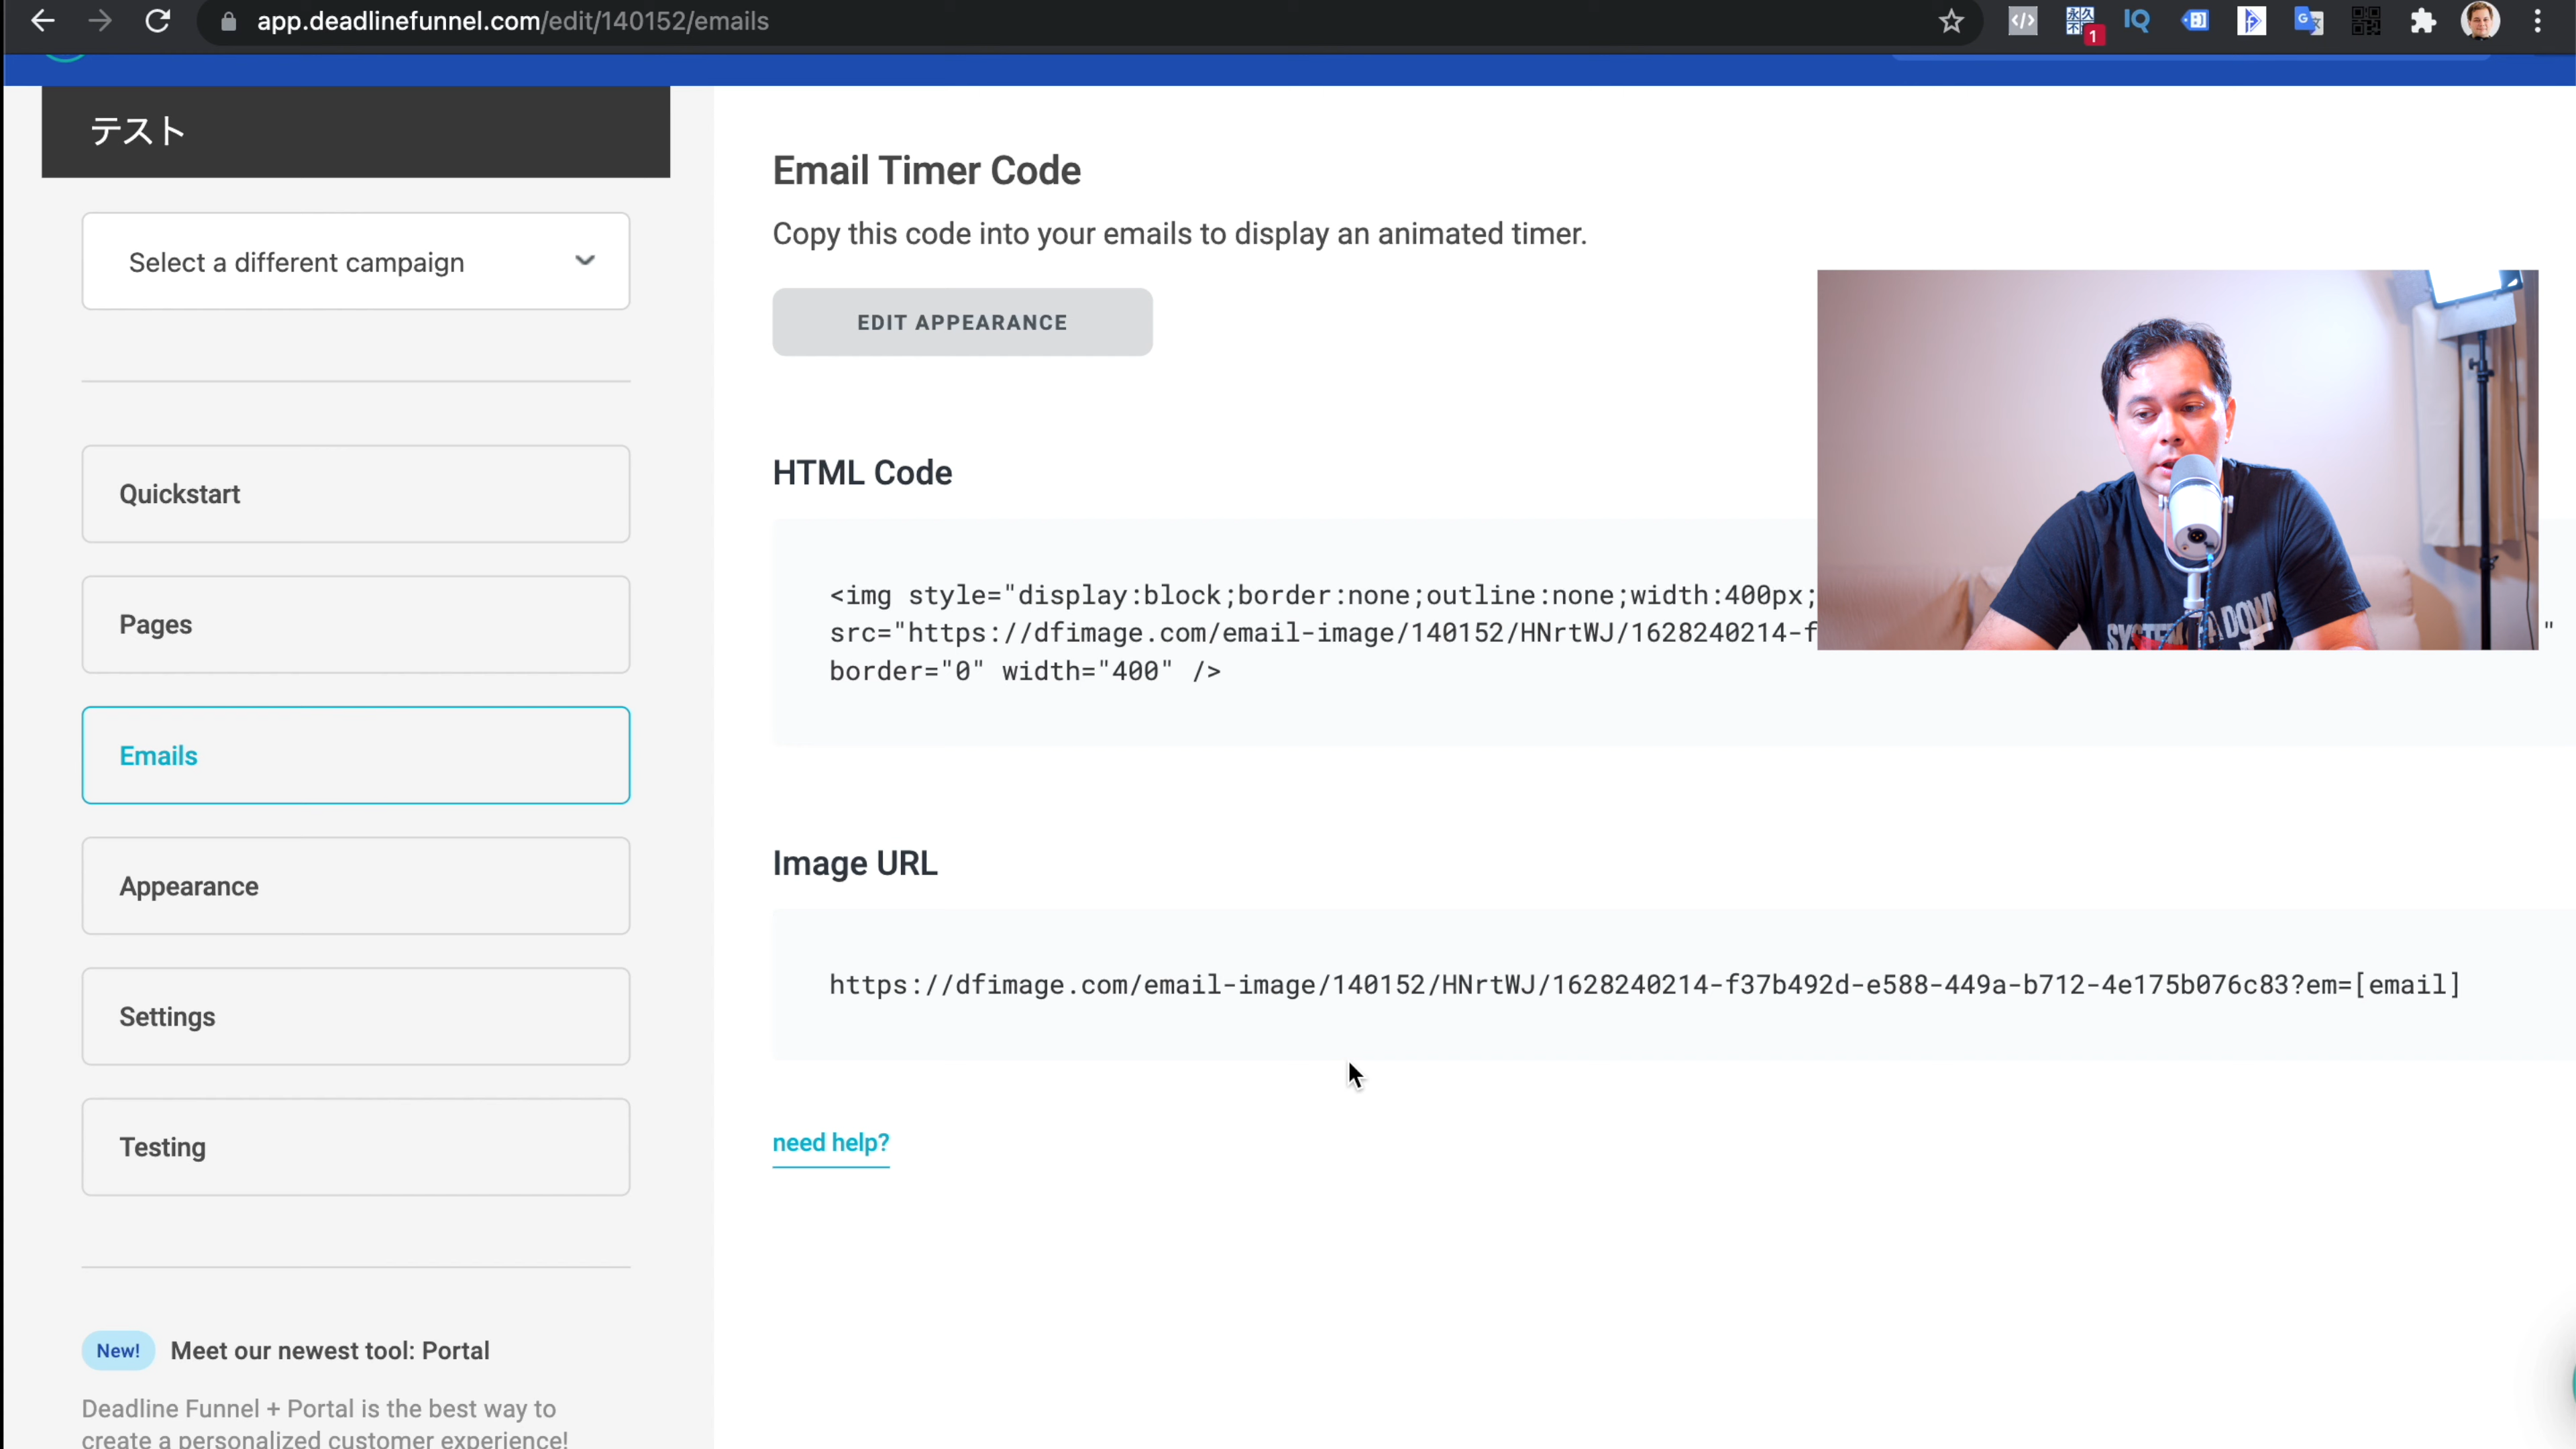 app.deadlinefunnel.com/edit/140152/emails
1
テスト
Select a different campaign
Quickstart
Pages
Emails
Appearance
Settings
Testing
New! Meet our newest tool: Portal
Deadline Funnel + Portal is the best way to
create a personalized customer experience!
Email Timer Code
Copy this code into your emails to display an animated timer.
EDIT APPEARANCE
HTML Code
<img style="display:block;border:none;outline:none;width:400px;
src="https://dfimage.com/email-image/140152/HNrtWJ/1628240214-f "
border="0" width="400" />
Image URL
https://dfimage.com/email-image/140152/HNrtWJ/1628240214-f37b492d-e588-449a-b712-4e175b076c83?em=[email]
need help?